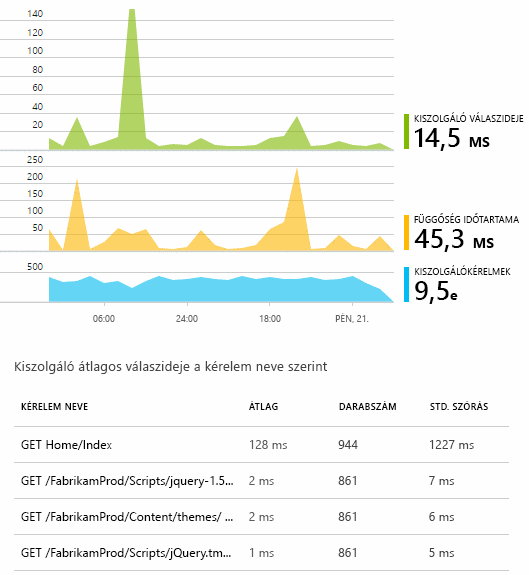 140
120
100
80
60
40
20
KISZOLGÁLÓ VÁLASZIDEJE
14,5 MS
250
200
150
100
50
FÜGGŐSÉG IDŐTARTAMA
45,3 MS
500
KISZOLGÁLÓKÉRELMEK
9,5e
06:00 24:00 18:00 PÉN, 21.
Kiszolgáló átlagos válaszideje a kérelem neve szerint
KÉRELEM NEVE ÁTLAG DARABSZÁM STD. SZÓRÁS
GET Home/Index 128 ms 944 1227 ms
GET /FabrikamProd/Scripts/jquery-1.5... 2 ms 861 7 ms
GET /FabrikamProd/Content/themes/ ... 2 ms 861 6 ms
GET /FabrikamProd/Scripts/jQuery.tm... 1 ms 861 5 ms